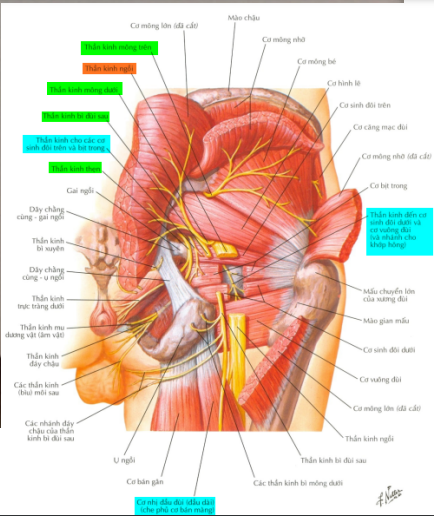 Mào chậu
Cơ mông lớn (đã cắt)
Cơ mông nhỡ
Thần kinh mông trên
Cơ mông bé
Thần kinh ngồi
Cơ hình lê
Thần kinh mông dưới
Cơ sinh đôi trên
Thần kinh bì đùi sau
Cơ căng mạc đùi
Thần kinh cho các cơ
sinh đôi trên và bịt trong
Cơ mông nhỡ (đã cắt)
Thần kinh thẹn
Gai ngồi
Cơ bịt trong
Dây chằng
cùng - gai ngồi
Thần kinh đến cơ
sinh đôi dưới và
cơ vuông đùi
(và nhánh cho
khớp hông)
Thần kinh
bì xuyên
Dây chằng
cùng - ụ ngồi
Mấu chuyển lớn
của xương đùi
Thần kinh
trực tràng dưới
Mào gian mấu
Thần kinh mu
dương vật (âm vật)
Cơ sinh đôi dưới
Thần kinh
đáy chậu
Cơ vuông đùi
Các thần kinh
(bìu) môi sau
Cơ mông lớn (đã cắt)
Các nhánh đáy
chậu của thần
kinh bì đùi sau
Thần kinh ngồi
Ụ ngồi
Thần kinh bì đùi sau
Cơ bán gân
Các thần kinh bì mông dưới
Cơ nhị đầu đùi (đầu dài)
(che phủ cơ bán màng)